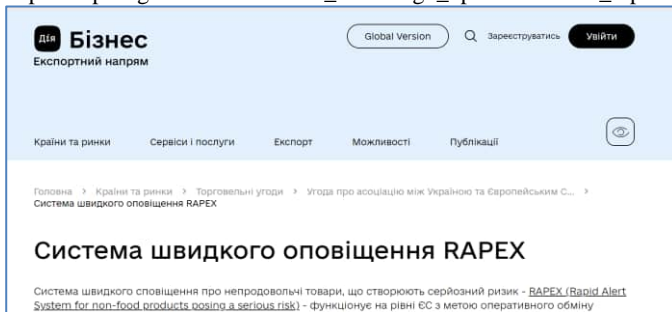 Дія Бізнес
Експортний напрям
Global Version
Зареєструватись
Увійти
Країни та ринки
Сервіси і послуги
Експорт
Можливості
Публікації
Головна > Країни та ринки > Торговельні угоди > Угода про асоціацію між Україною та Європейським С... >
Система швидкого оповіщення RAPEX
Система швидкого оповіщення RAPEX
Система швидкого сповіщення про непродовольчі товари, що створюють серйозний ризик - RAPEX (Rapid Alert
System for non-food products posing a serious risk) - функціонує на рівні ЄС з метою оперативного обміну